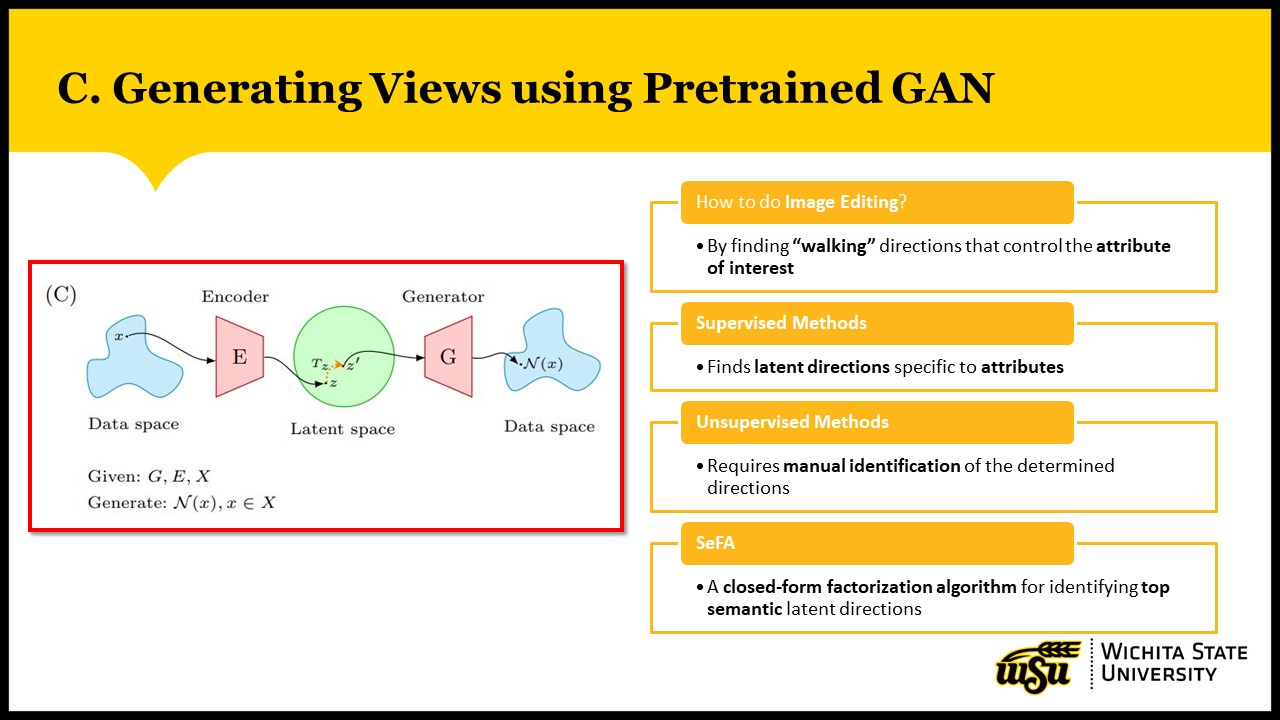 C. Generating Views using Pretrained GAN
(C)
Encoder
Generator
x
E
T_z
z'
z
G
𝒩(x)
Data space
Latent space
Data space
Given: G, E, X
Generate: 𝒩(x), x ∈ X
How to do Image Editing?
•By finding “walking” directions that control the attribute
of interest
Supervised Methods
•Finds latent directions specific to attributes
Unsupervised Methods
•Requires manual identification of the determined
directions
SeFA
•A closed-form factorization algorithm for identifying top
semantic latent directions
WSU
WICHITA STATE
UNIVERSITY